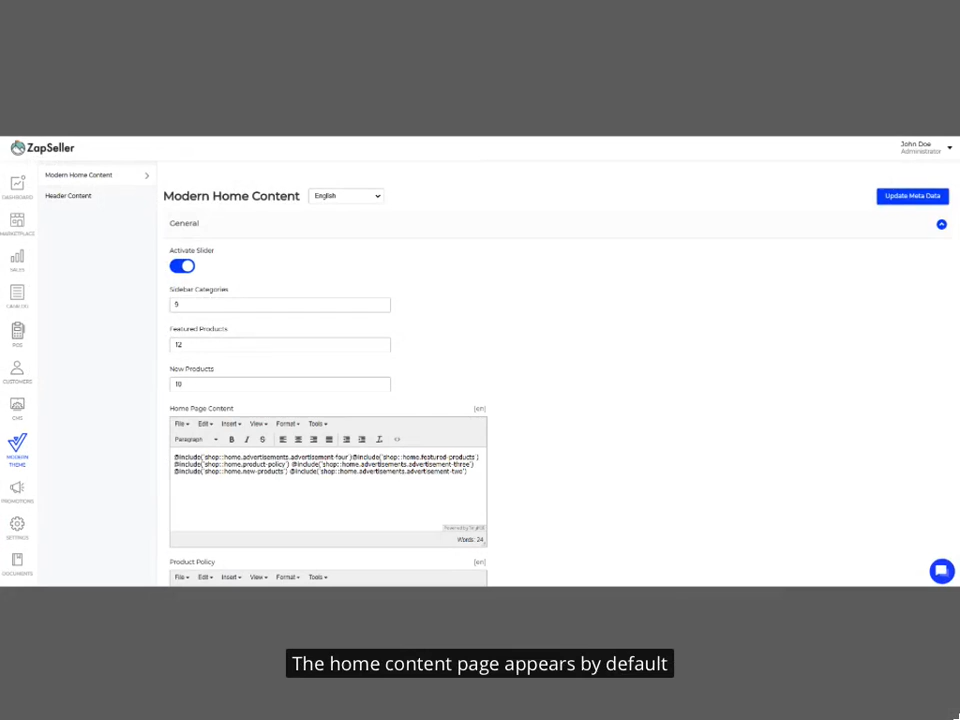 ZapSeller
John Doe
Administrator
DASHBOARD
MARKETPLACE
SALES
CATALOG
POS
CUSTOMERS
CMS
MODERN THEME
PROMOTIONS
SETTINGS
DOCUMENTS
Modern Home Content
Header Content
Modern Home Content
English
Update Meta Data
General
Activate Slider
Sidebar Categories
9
Featured Products
12
New Products
10
Home Page Content
[en]
File Edit Insert View Format Tools
Paragraph B I S
@include('shop::home.advertisements.advertisement-four')@include('shop::home.featured-products')
@include('shop::home.product-policy') @include('shop::home.advertisements.advertisement-three')
@include('shop::home.new-products') @include('shop::home.advertisements.advertisement-two')
Words: 24
Product Policy
[en]
File Edit Insert View Format Tools
The home content page appears by default